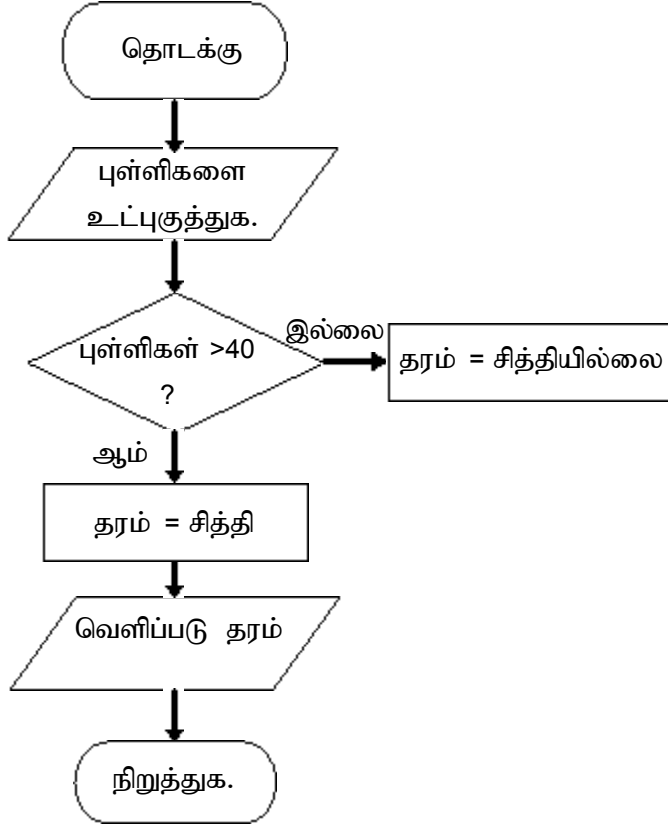 தொடக்கு
புள்ளிகளை
உட்புகுத்துக.
இல்லை
புள்ளிகள் >40
?
தரம் = சித்தியில்லை
ஆம்
தரம் = சித்தி
வெளிப்படு தரம்
நிறுத்துக.